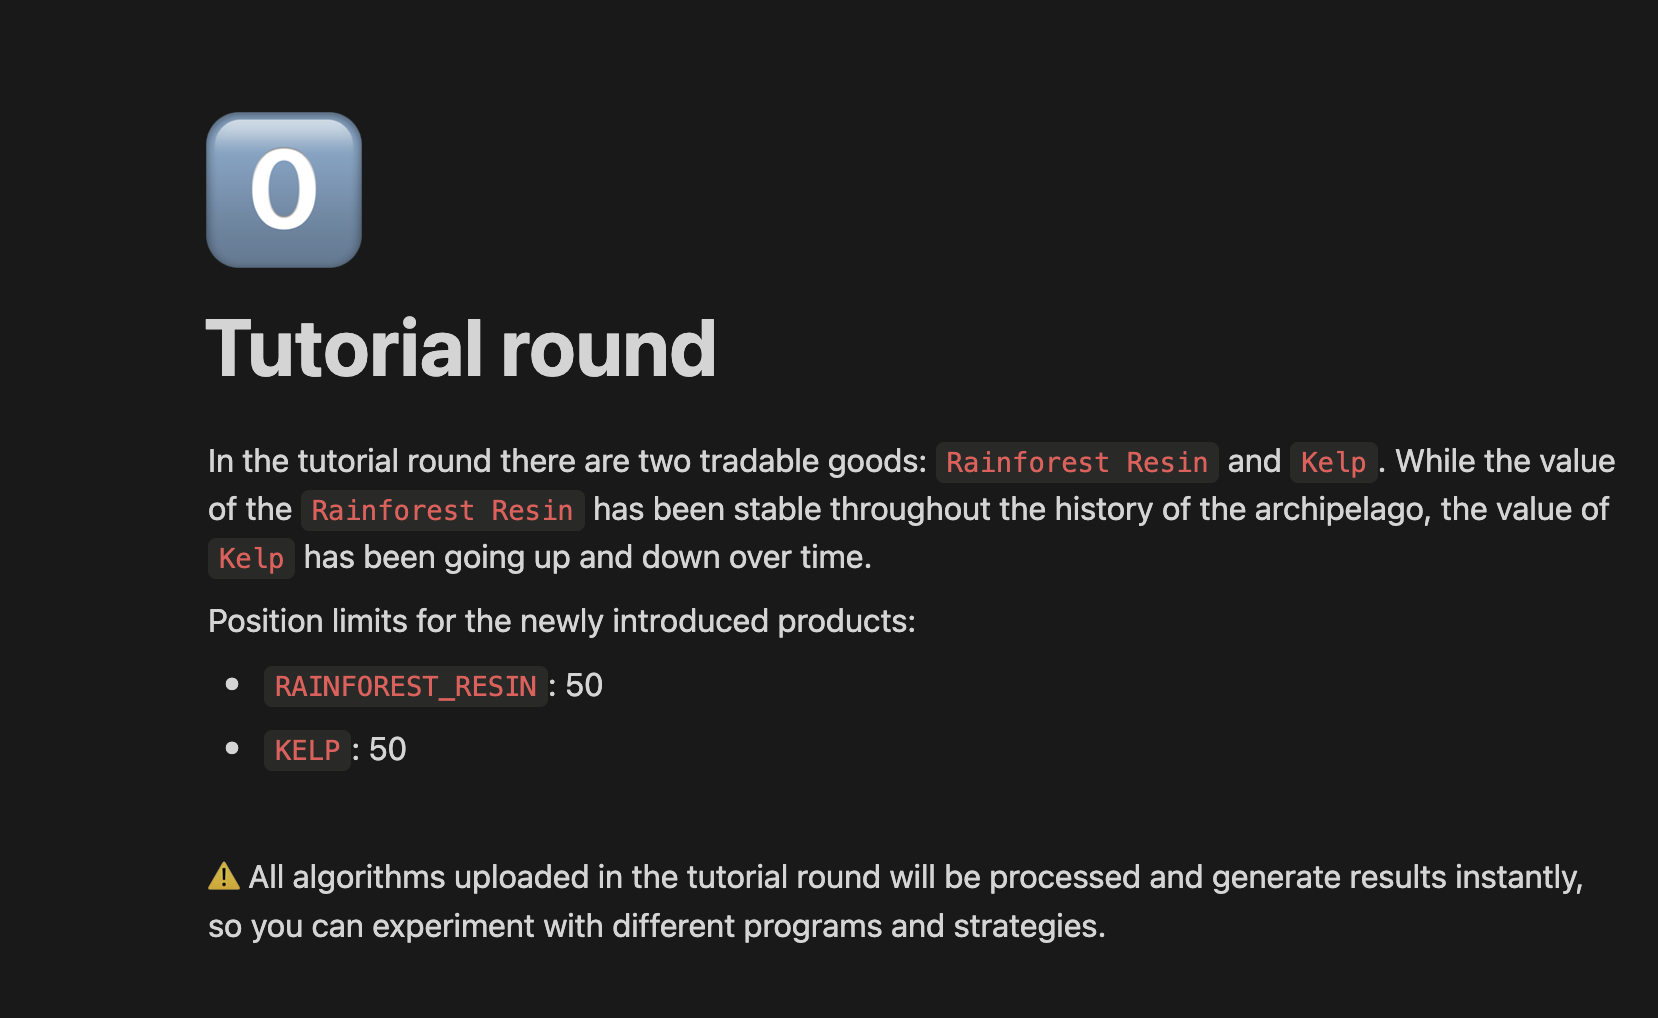 0
Tutorial round
In the tutorial round there are two tradable goods: Rainforest Resin and Kelp. While the value
of the Rainforest Resin has been stable throughout the history of the archipelago, the value of
Kelp has been going up and down over time.
Position limits for the newly introduced products:
• RAINFOREST_RESIN: 50
• KELP: 50
⚠️ All algorithms uploaded in the tutorial round will be processed and generate results instantly,
so you can experiment with different programs and strategies.